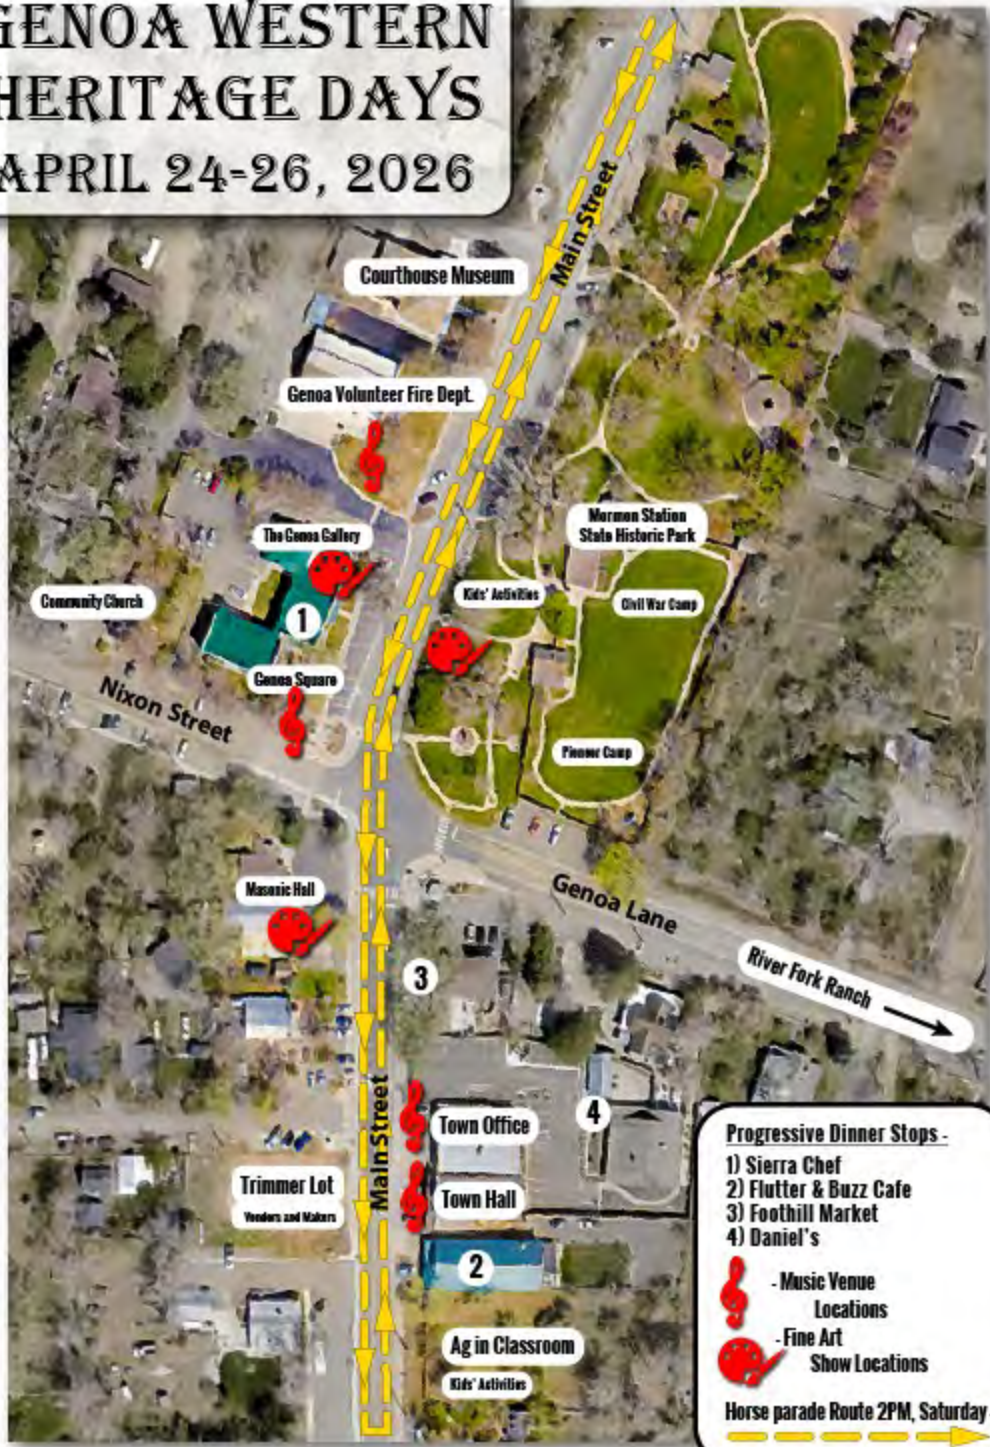 GENOA WESTERN
HERITAGE DAYS
APRIL 24-26, 2026
Main Street
Courthouse Museum
Genoa Volunteer Fire Dept.
The Genoa Gallery
Mormon Station
State Historic Park
Kids' Activities
Civil War Camp
Community Church
1
Genoa Square
Nixon Street
Pioneer Camp
Masonic Hall
Genoa Lane
3
River Fork Ranch
Main Street
4
Town Office
Trimmer Lot
Vendors and Makers
Town Hall
2
Ag in Classroom
Kids' Activities
Progressive Dinner Stops -
1) Sierra Chef
2) Flutter & Buzz Cafe
3) Foothill Market
4) Daniel's
- Music Venue
Locations
- Fine Art
Show Locations
Horse parade Route 2PM, Saturday